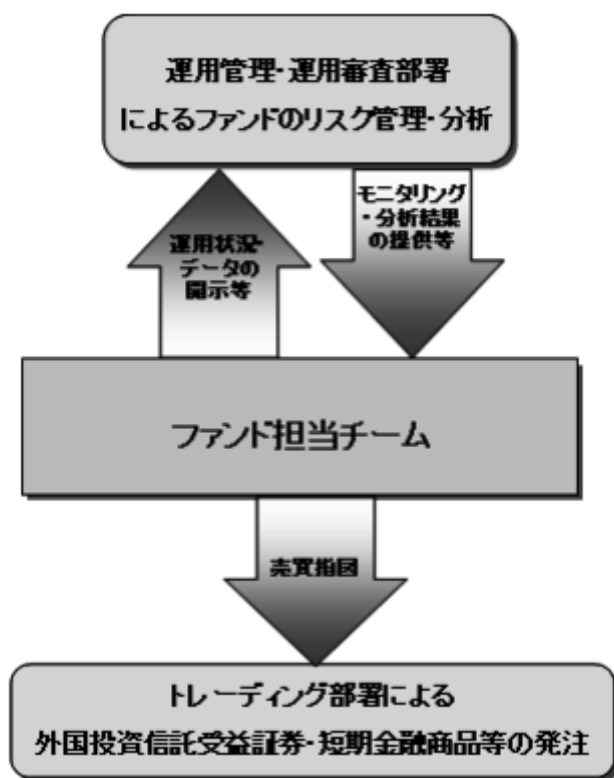 運用管理・運用審査部署
によるファンドのリスク管理・分析
運用状況・
データの
開示等
モニタリング
・分析結果
の提供等
ファンド担当チーム
売買指図
トレーディング部署による
外国投資信託受益証券・短期金融商品等の発注